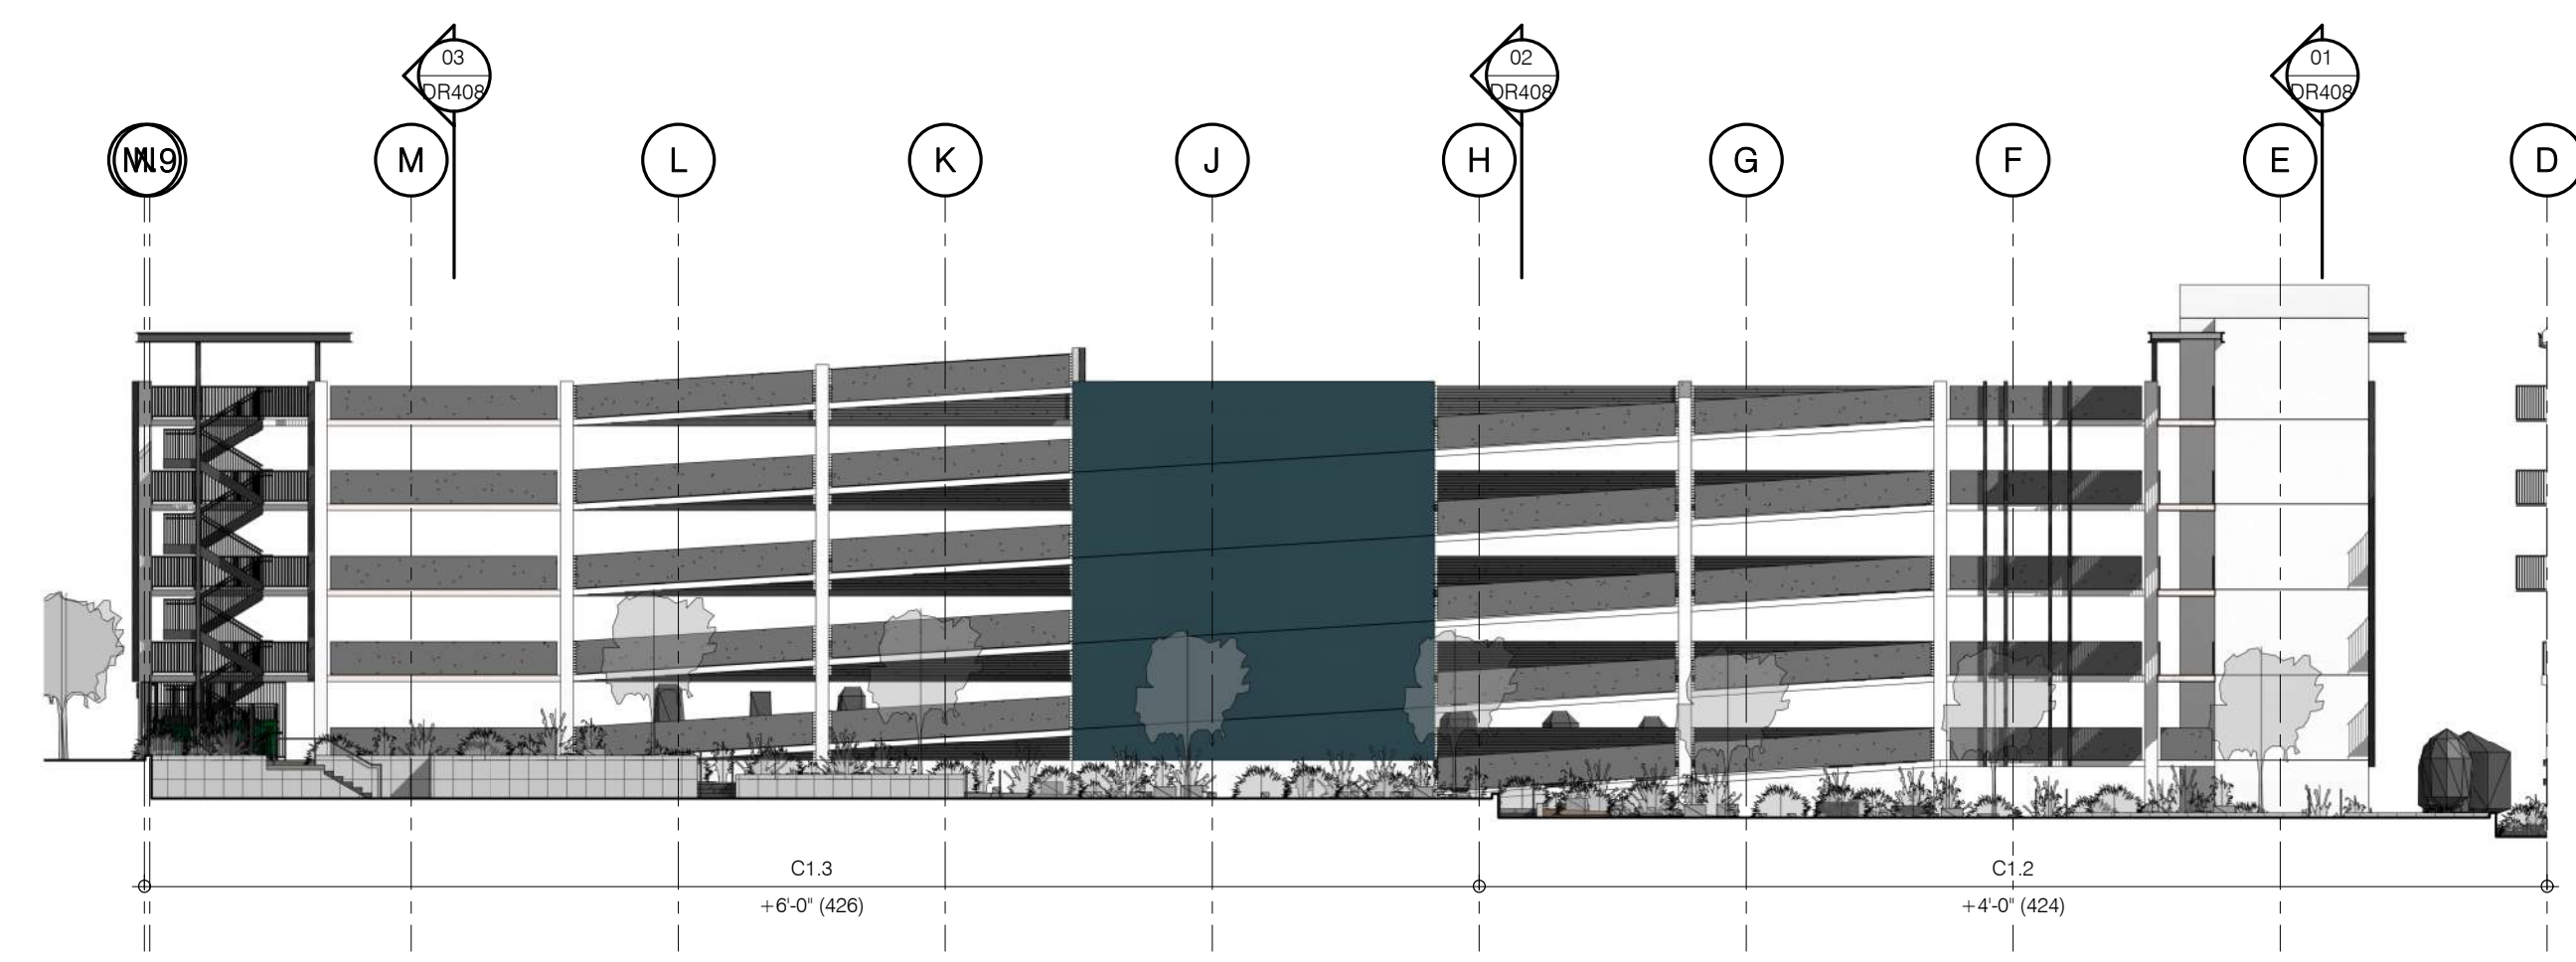 03
DR408
02
DR408
01
DR408
M
L
K
J
H
G
F
E
D
C1.3
+6'-0" (426)
C1.2
+4'-0" (424)